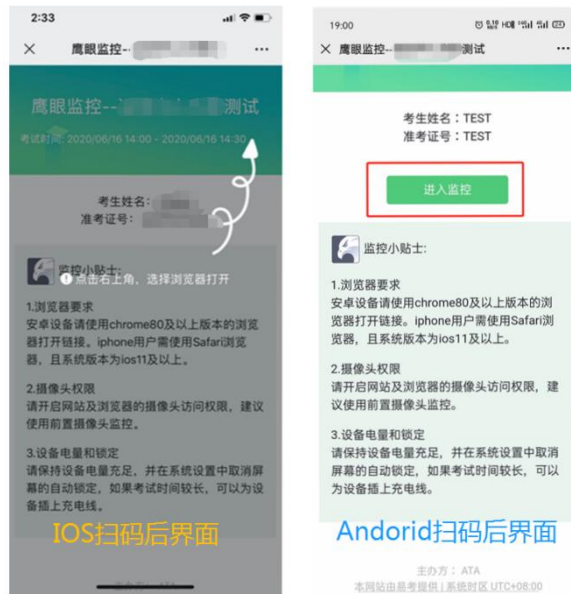 2:33
鹰眼监控--
鹰眼监控-- 测试
考试时间: 2020/06/16 14:00 - 2020/06/16 14:30
考生姓名:
准考证号:
监控小贴士:
点击右上角，选择浏览器打开
1.浏览器要求
安卓设备请使用chrome80及以上版本的浏览
器打开链接。iphone用户需使用Safari浏览
器，且系统版本为ios11及以上。
2.摄像头权限
请开启网站及浏览器的摄像头访问权限，建议
使用前置摄像头监控。
3.设备电量和锁定
请保持设备电量充足，并在系统设置中取消屏
幕的自动锁定，如果考试时间较长，可以为设
备插上充电线。
IOS扫码后界面
19:00
鹰眼监控-- 测试
考生姓名：TEST
准考证号：TEST
进入监控
监控小贴士:
1.浏览器要求
安卓设备请使用chrome80及以上版本的浏
览器打开链接。iphone用户需使用Safari浏
览器，且系统版本为ios11及以上。
2.摄像头权限
请开启网站及浏览器的摄像头访问权限，建
议使用前置摄像头监控。
3.设备电量和锁定
请保持设备电量充足，并在系统设置中取消
屏幕的自动锁定，如果考试时间较长，可以
为设备插上充电线。
Andorid扫码后界面
主办方： ATA
本网站由易考提供 | 系统时区 UTC+08:00